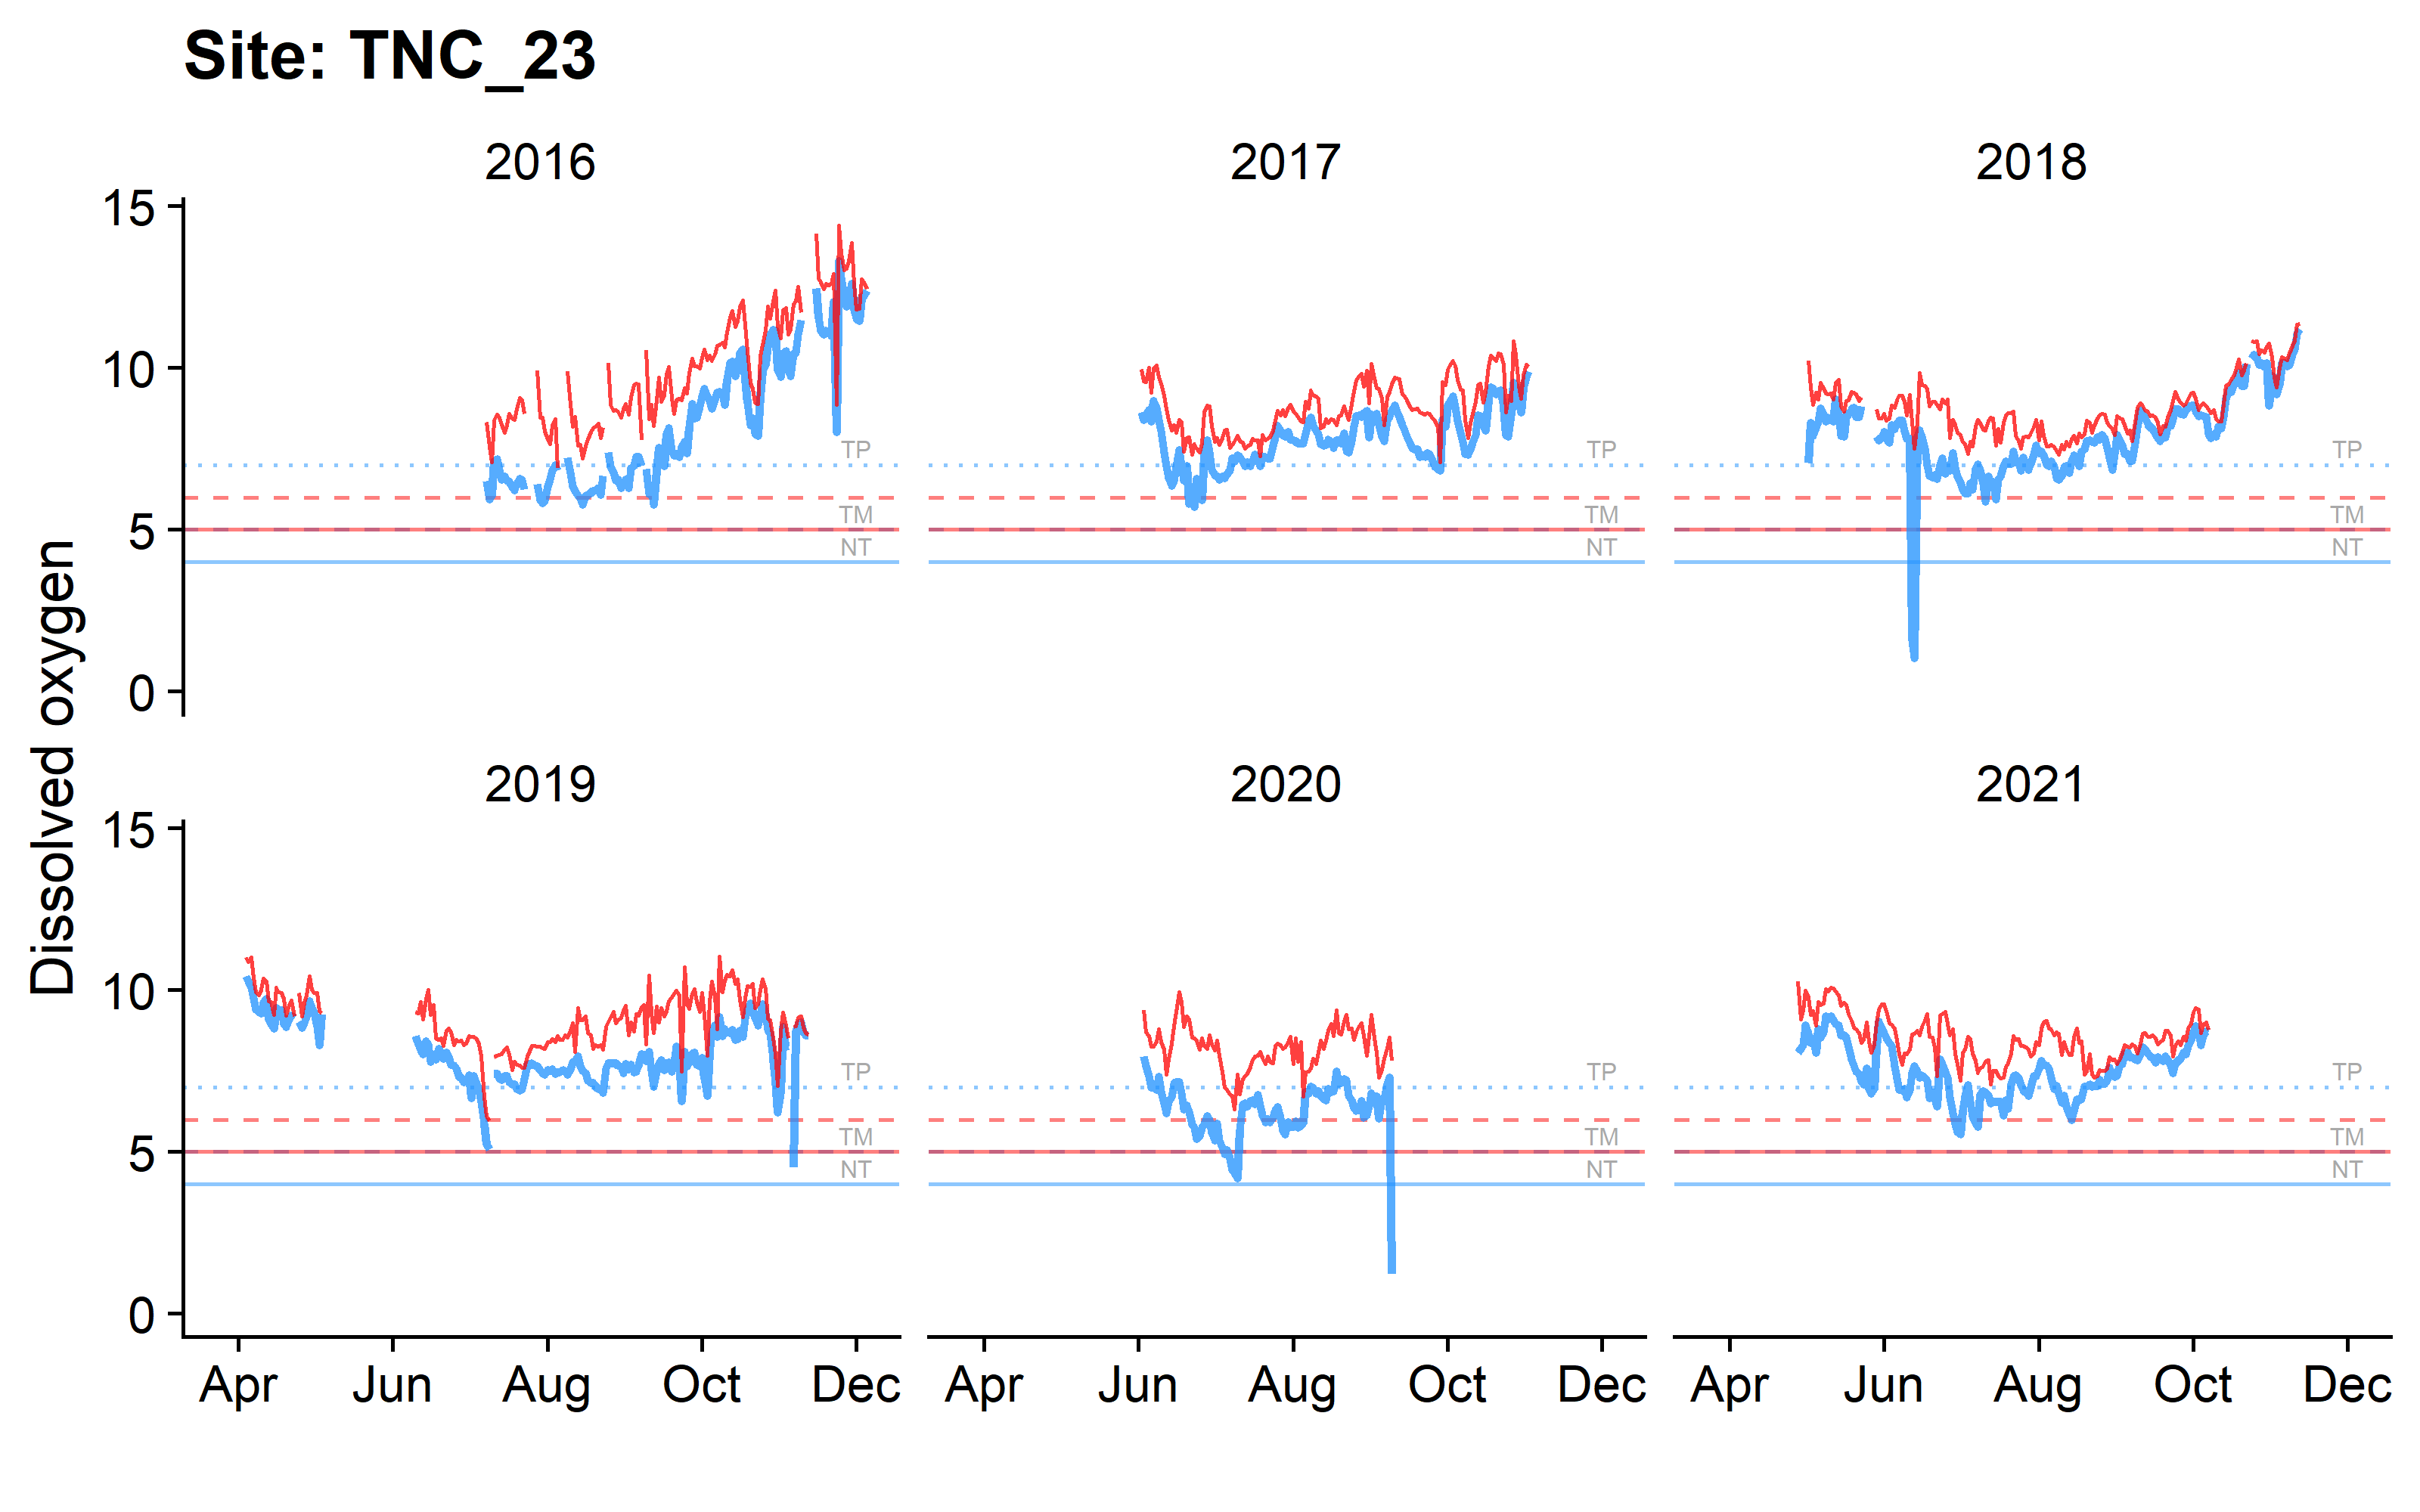 Site: TNC_23
2016 2017 2018
15
10
5
0
TP TP TP
TM TM TM
NT NT NT
Dissolved oxygen
2019 2020 2021
15
10
5
0
TP TP TP
TM TM TM
NT NT NT
Apr Jun Aug Oct Dec Apr Jun Aug Oct Dec Apr Jun Aug Oct Dec